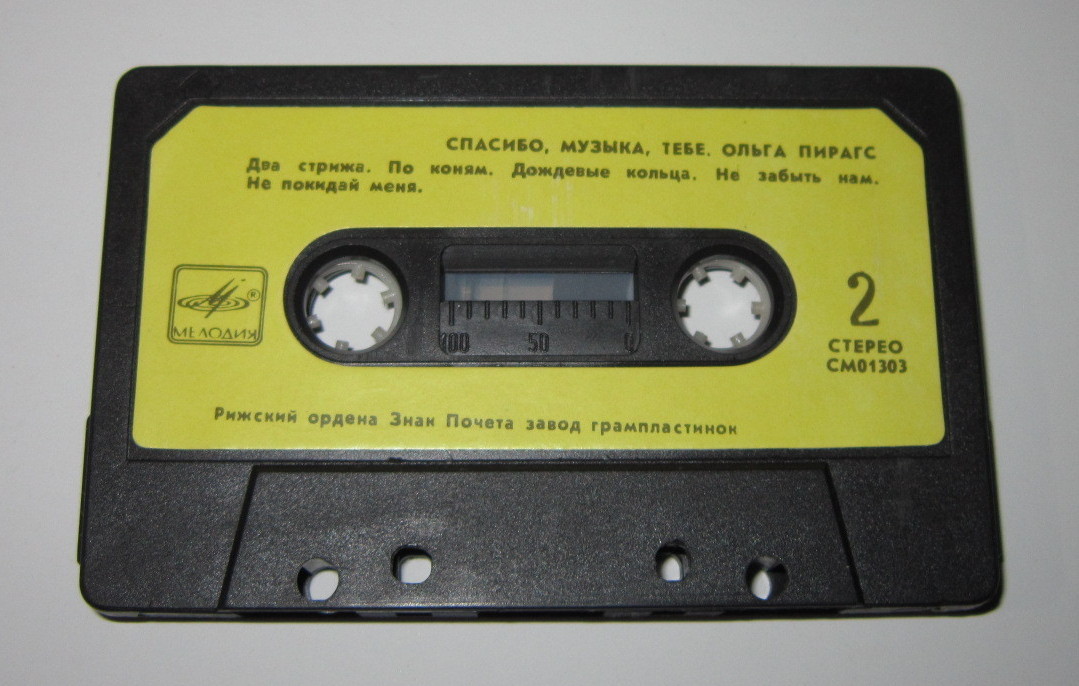 СПАСИБО, МУЗЫКА, ТЕБЕ. ОЛЬГА ПИРАГС
Два стрижа. По коням. Дождевые кольца. Не забыть нам.
Не покидай меня.
МЕЛОДИЯ ®
100 50 0
2
СТЕРЕО
СМ01303
Рижский ордена Знак Почета завод грампластинок